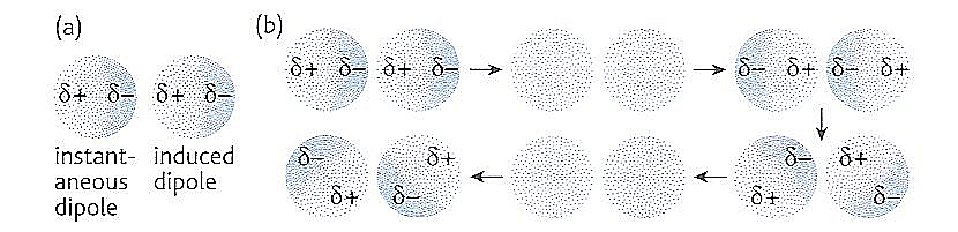 (a)
δ+ δ− δ+ δ−
instant-
aneous
dipole
induced
dipole
(b)
δ+ δ− δ+ δ−
δ− δ+ δ− δ+
δ− δ+
δ+ δ−
δ− δ+
δ+ δ−